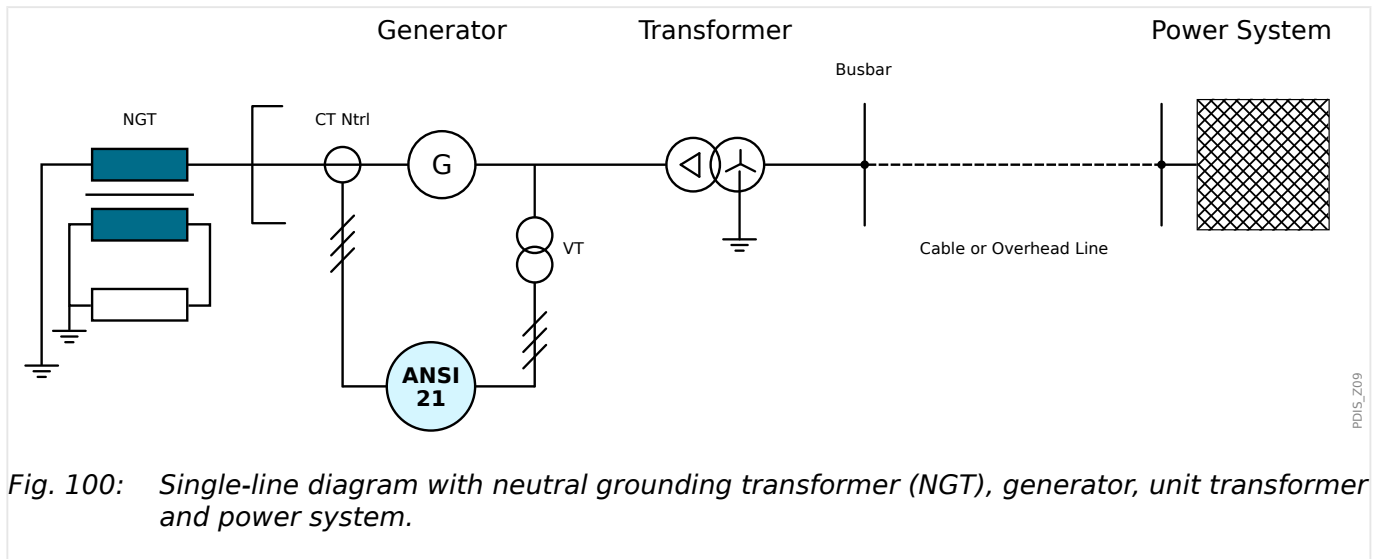 Generator
Transformer
Power System
Busbar
NGT
CT Ntrl
G
VT
Cable or Overhead Line
ANSI
21
PDIS_Z09
Fig. 100: Single-line diagram with neutral grounding transformer (NGT), generator, unit transformer
and power system.